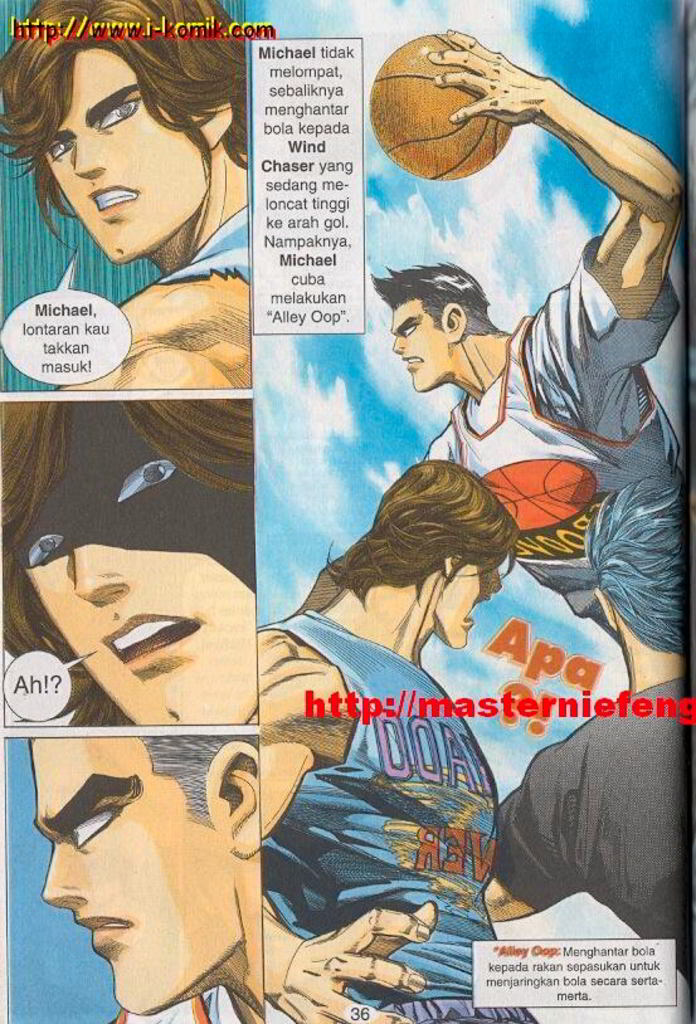 http://www.i-komik.com
Michael tidak
melompat,
sebaliknya
menghantar
bola kepada
Wind
Chaser yang
sedang me-
loncat tinggi
ke arah gol.
Nampaknya,
Michael
cuba
melakukan
"Alley Oop".
Michael,
lontaran kau
takkan
masuk!
Ah!?
Apa
?!
http://masterniefeng
*Alley Oop: Menghantar bola
kepada rakan sepasukan untuk
menjaringkan bola secara serta-
merta.
36